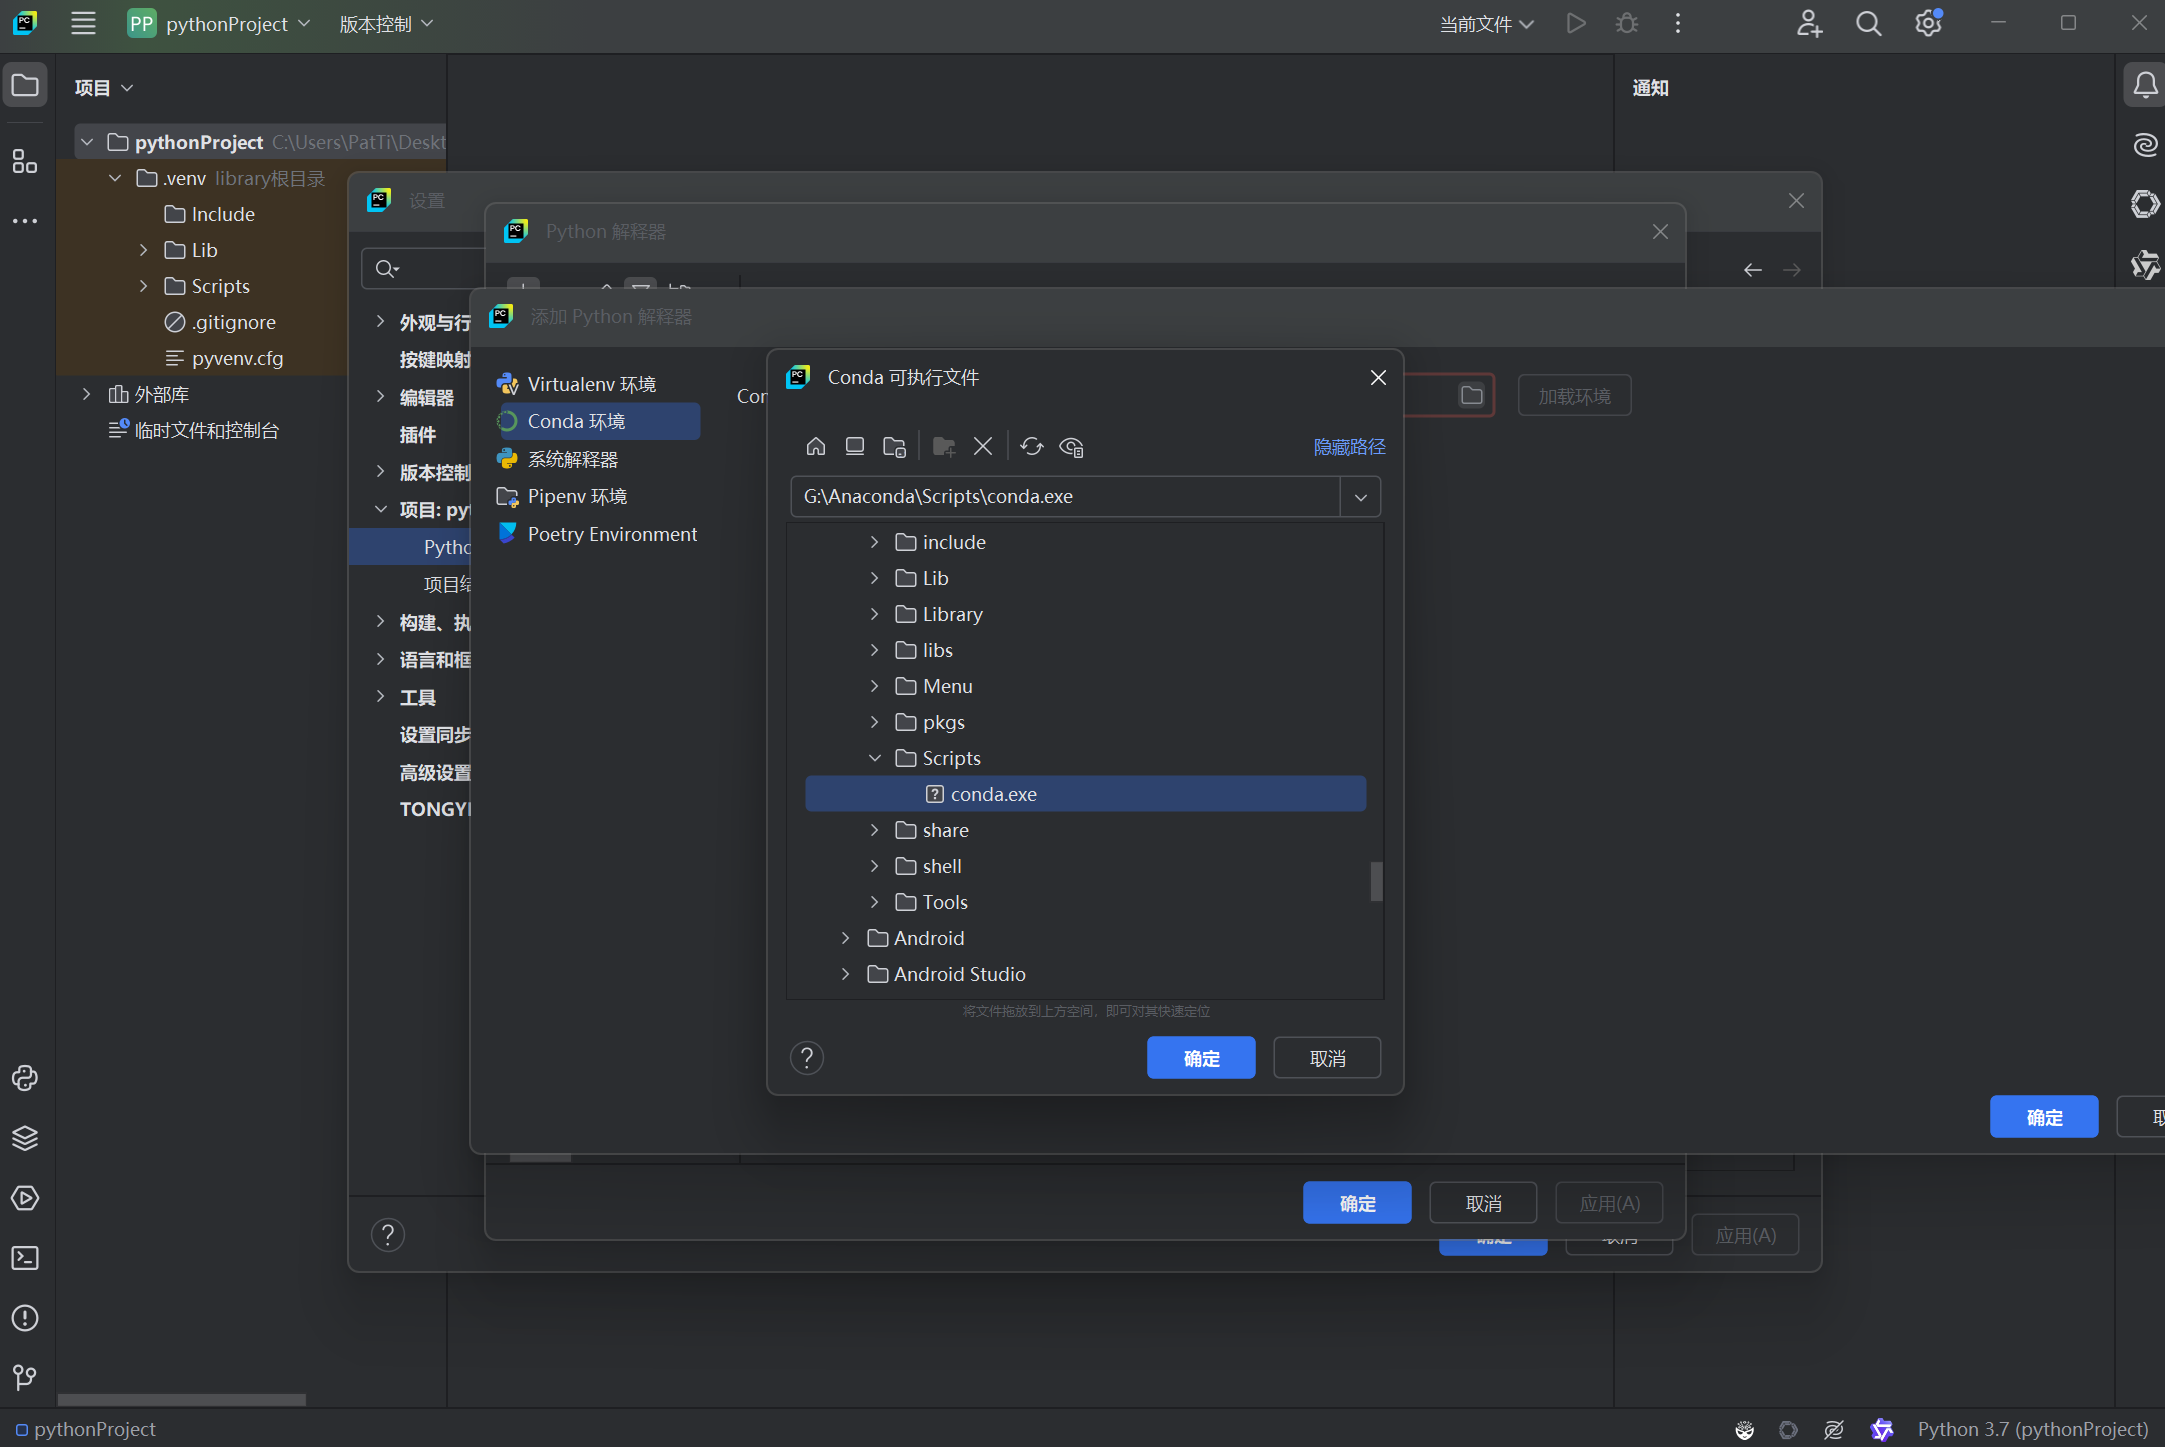 PP pythonProject 版本控制
当前文件
项目
通知
pythonProject C:\Users\PatTi\Deskt
.venv library根目录
Include
Lib
Scripts
.gitignore
pyvenv.cfg
外部库
临时文件和控制台
设置
外观与行
按键映射
编辑器
插件
版本控制
项目: py
Pytho
项目结
构建、执
语言和框
工具
设置同步
高级设置
TONGYI
Python 解释器
添加 Python 解释器
Virtualenv 环境
Conda 环境
系统解释器
Pipenv 环境
Poetry Environment
Con
加载环境
Conda 可执行文件
隐藏路径
G:\Anaconda\Scripts\conda.exe
include
Lib
Library
libs
Menu
pkgs
Scripts
conda.exe
share
shell
Tools
Android
Android Studio
将文件拖放到上方空间，即可对其快速定位
?
确定
取消
确定
取
确定
取消
应用(A)
?
确定
取消
应用(A)
pythonProject
Python 3.7 (pythonProject)